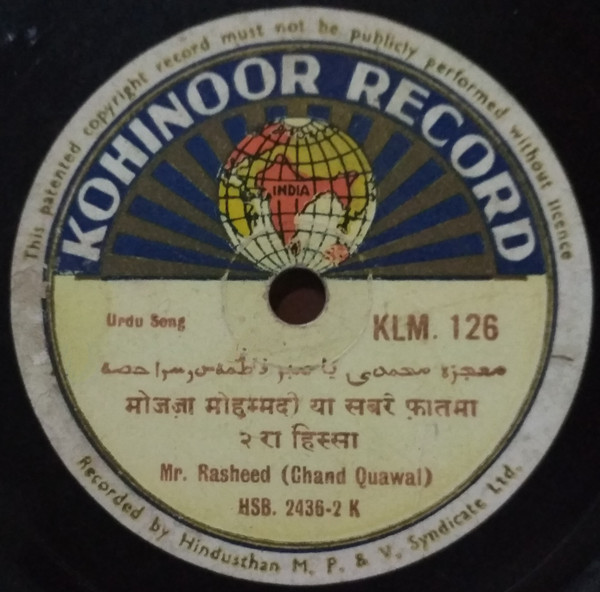 This patented copyright record must not be publicly performed without licence
KOHINOOR RECORD
INDIA
Urdu Song
KLM. 126
معجزہ محمدی یا صبر فاطمہ دوسرا حصہ
मोजज़ा मोहम्मदी या सबरे फ़ातमा
२ रा हिस्सा
Mr. Rasheed (Chand Quawal)
HSB. 2436-2 K
Recorded by Hindusthan M. P. & V. Syndicate Ltd.